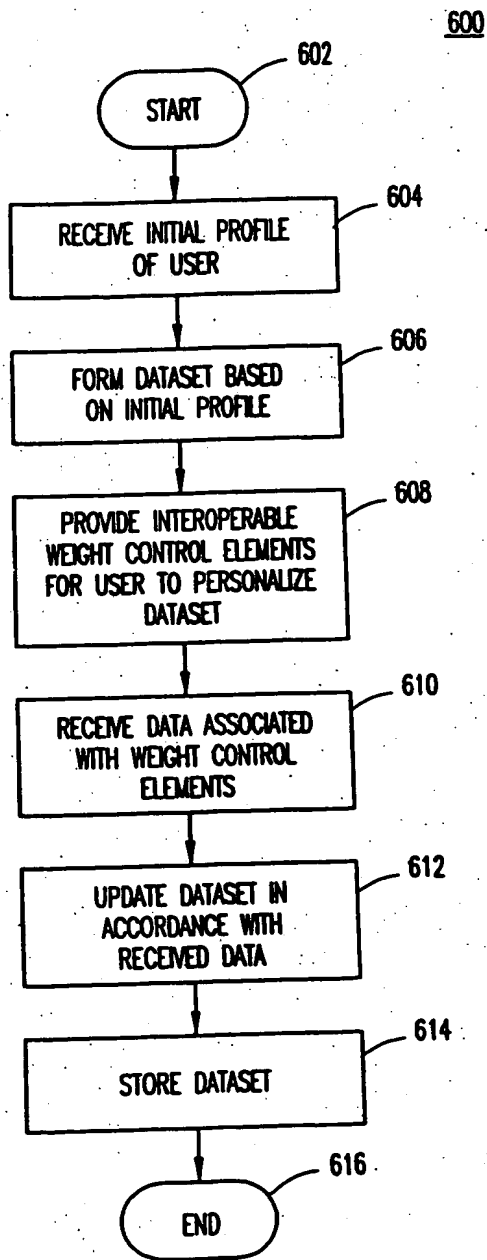 600
602
START
604
RECEIVE INITIAL PROFILE
OF USER
606
FORM DATASET BASED
ON INITIAL PROFILE
608
PROVIDE INTEROPERABLE
WEIGHT CONTROL ELEMENTS
FOR USER TO PERSONALIZE
DATASET
610
RECEIVE DATA ASSOCIATED
WITH WEIGHT CONTROL
ELEMENTS
612
UPDATE DATASET IN
ACCORDANCE WITH
RECEIVED DATA
614
STORE DATASET
616
END